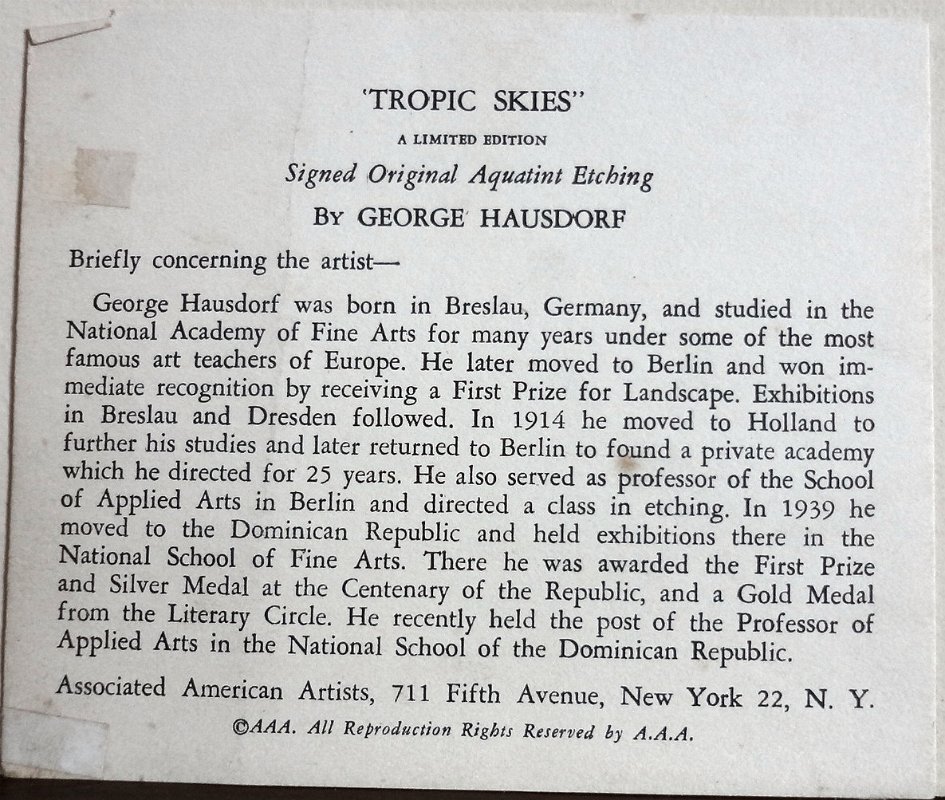 'TROPIC SKIES"
A LIMITED EDITION
Signed Original Aquatint Etching
BY GEORGE HAUSDORF
Briefly concerning the artist—
George Hausdorf was born in Breslau, Germany, and studied in the
National Academy of Fine Arts for many years under some of the most
famous art teachers of Europe. He later moved to Berlin and won im-
mediate recognition by receiving a First Prize for Landscape. Exhibitions
in Breslau and Dresden followed. In 1914 he moved to Holland to
further his studies and later returned to Berlin to found a private academy
which he directed for 25 years. He also served as professor of the School
of Applied Arts in Berlin and directed a class in etching. In 1939 he
moved to the Dominican Republic and held exhibitions there in the
National School of Fine Arts. There he was awarded the First Prize
and Silver Medal at the Centenary of the Republic, and a Gold Medal
from the Literary Circle. He recently held the post of the Professor of
Applied Arts in the National School of the Dominican Republic.
Associated American Artists, 711 Fifth Avenue, New York 22, N. Y.
©AAA. All Reproduction Rights Reserved by A.A.A.